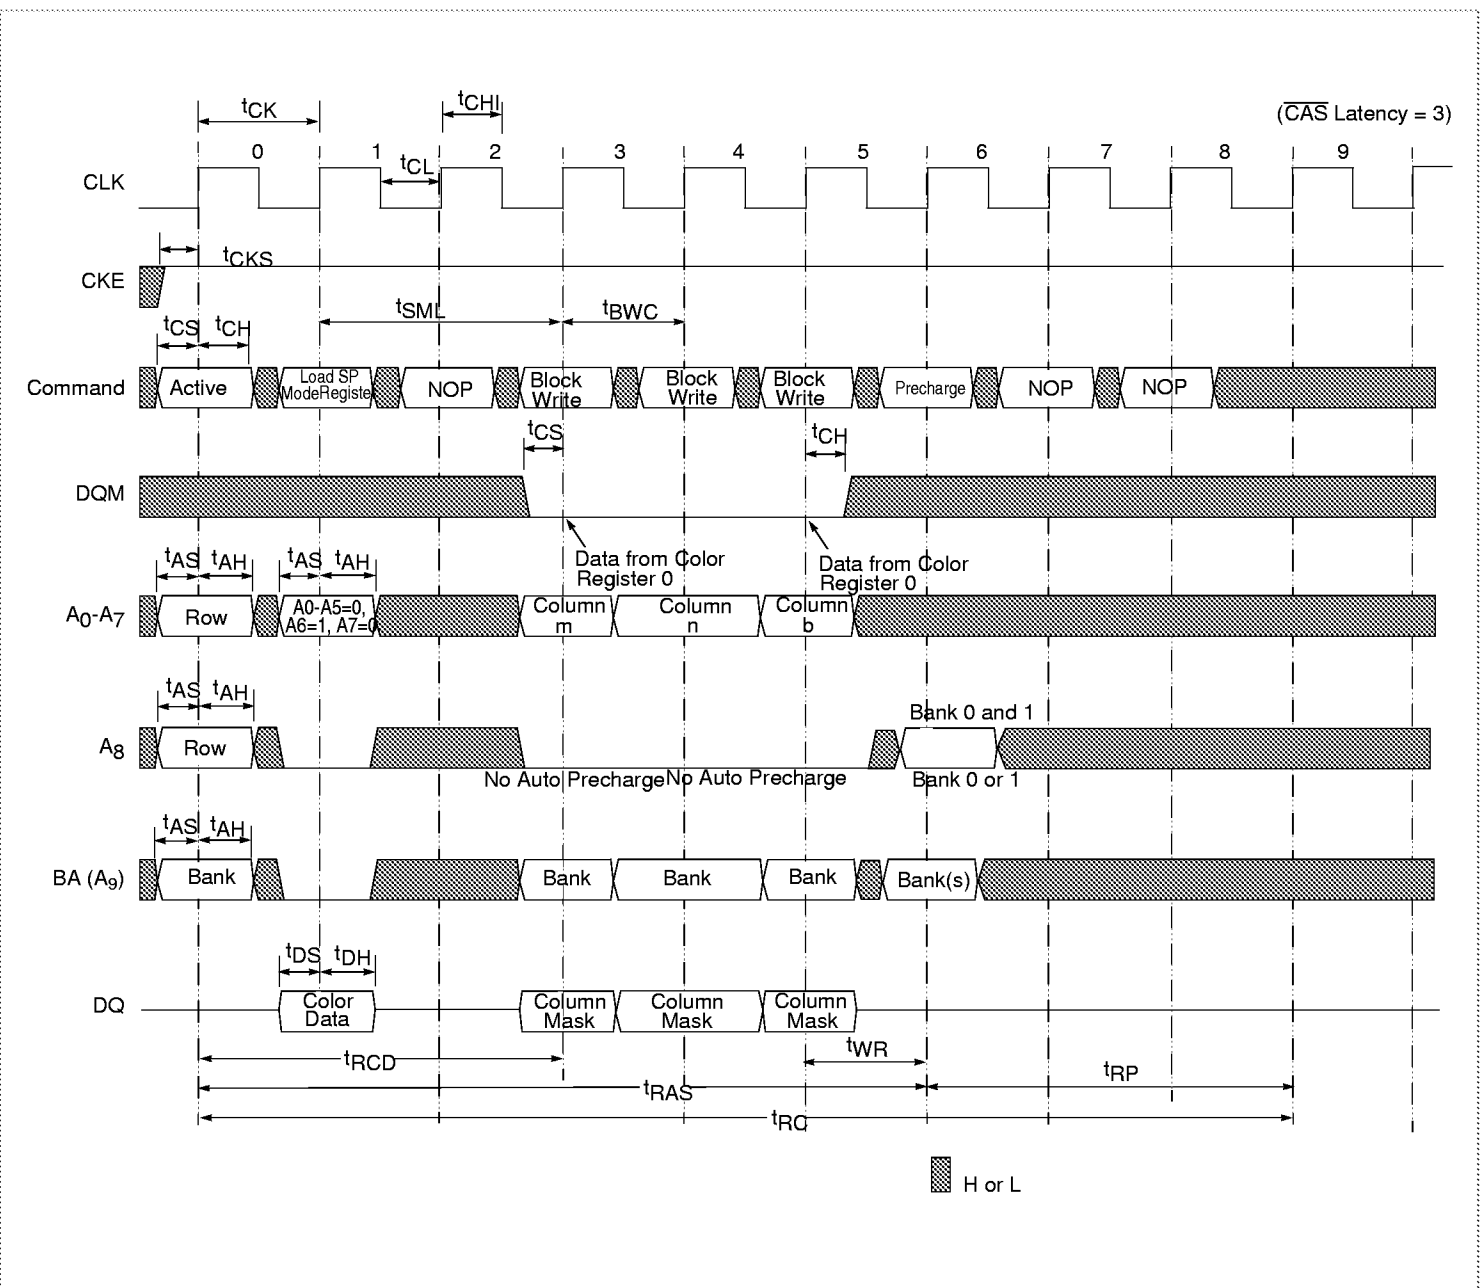 tCK
tCHI
(CAS Latency = 3)
0 1 2 3 4 5 6 7 8 9
tCL
CLK
tCKS
CKE
tSML tBWC
tCS tCH
Command Active Load SP NOP Block Block Block Precharge NOP NOP
ModeRegister Write Write Write
tCS tCH
DQM
Data from Color
Register 0
Data from Color
Register 0
tAS tAH tAS tAH
A0-A7 Row A0-A5=0, Column Column Column
A6=1, A7=0 m n b
tAS tAH
Bank 0 and 1
A8 Row
No Auto Precharge No Auto Precharge Bank 0 or 1
tAS tAH
BA (A9) Bank Bank Bank Bank Bank(s)
tDS tDH
DQ Color Column Column Column
Data Mask Mask Mask
tRCD tWR
tRAS tRP
tRC
H or L